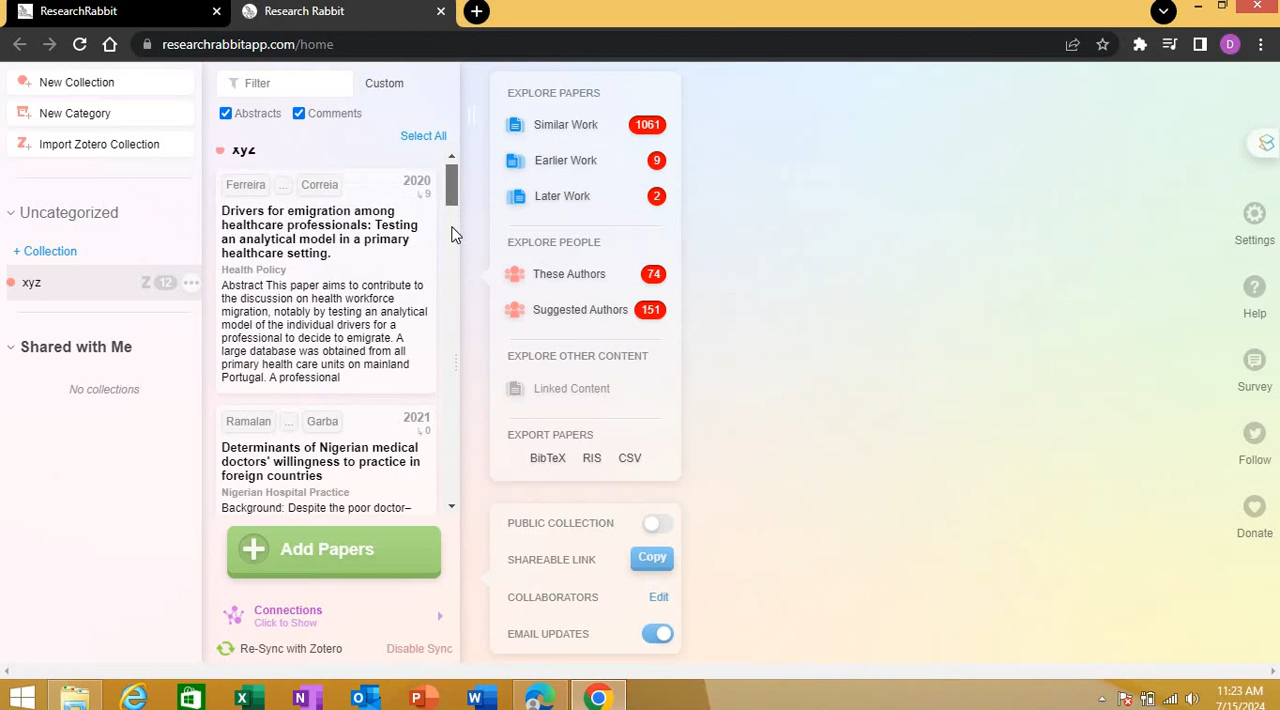 ResearchRabbit
Research Rabbit
researchrabbitapp.com/home
D
New Collection
New Category
Import Zotero Collection
Uncategorized
+ Collection
xyz
Z 12
Shared with Me
No collections
Filter
Custom
Abstracts
Comments
Select All
xyz
Ferreira ... Correia 2020
9
Drivers for emigration among
healthcare professionals: Testing
an analytical model in a primary
healthcare setting.
Health Policy
Abstract This paper aims to contribute to
the discussion on health workforce
migration, notably by testing an analytical
model of the individual drivers for a
professional to decide to emigrate. A
large database was obtained from all
primary health care units on mainland
Portugal. A professional
Ramalan ... Garba 2021
0
Determinants of Nigerian medical
doctors' willingness to practice in
foreign countries
Nigerian Hospital Practice
Background: Despite the poor doctor–
Add Papers
Connections
Click to Show
Re-Sync with Zotero
Disable Sync
EXPLORE PAPERS
Similar Work 1061
Earlier Work 9
Later Work 2
EXPLORE PEOPLE
These Authors 74
Suggested Authors 151
EXPLORE OTHER CONTENT
Linked Content
EXPORT PAPERS
BibTeX RIS CSV
PUBLIC COLLECTION
SHAREABLE LINK Copy
COLLABORATORS Edit
EMAIL UPDATES
Settings
Help
Survey
Follow
Donate
11:23 AM
7/15/2024